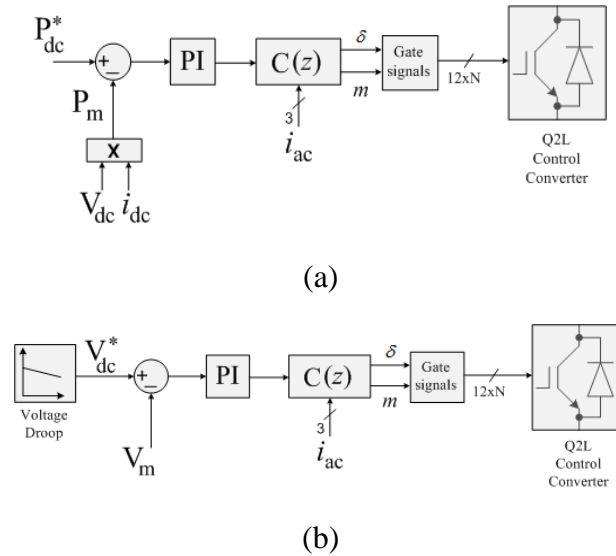 P*dc
+
−
PI
C(z)
δ
m
Gate
signals
12xN
Pm
3
iac
X
Vdc idc
Q2L
Control
Converter
(a)
Voltage
Droop
V*dc
+
−
PI
C(z)
δ
m
Gate
signals
12xN
Vm
3
iac
Q2L
Control
Converter
(b)